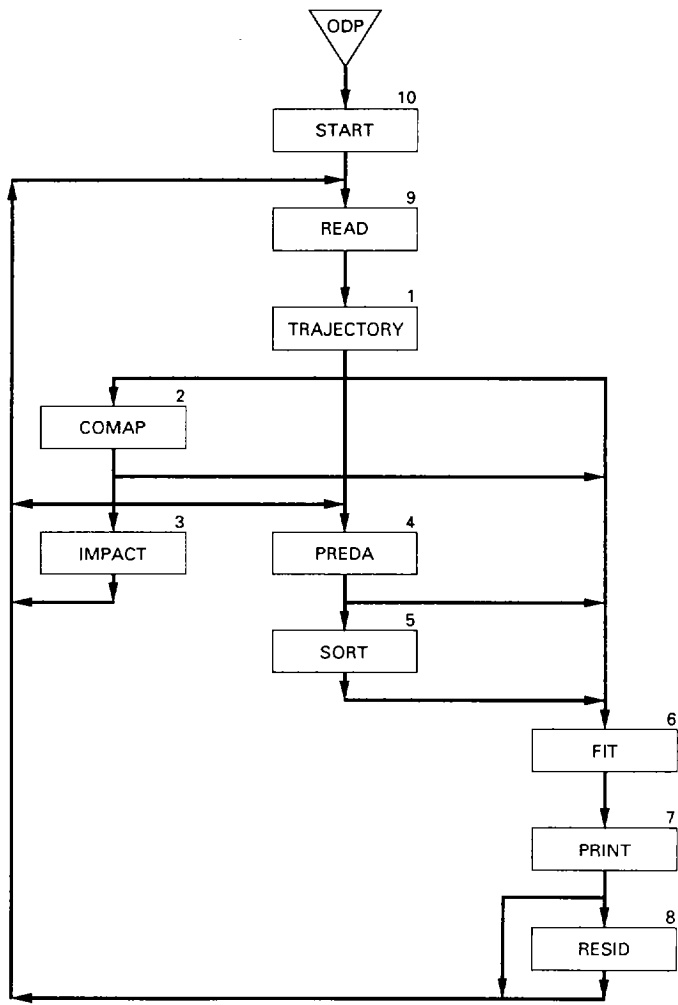 ODP
10
START
9
READ
1
TRAJECTORY
2
COMAP
3
IMPACT
4
PREDA
5
SORT
6
FIT
7
PRINT
8
RESID